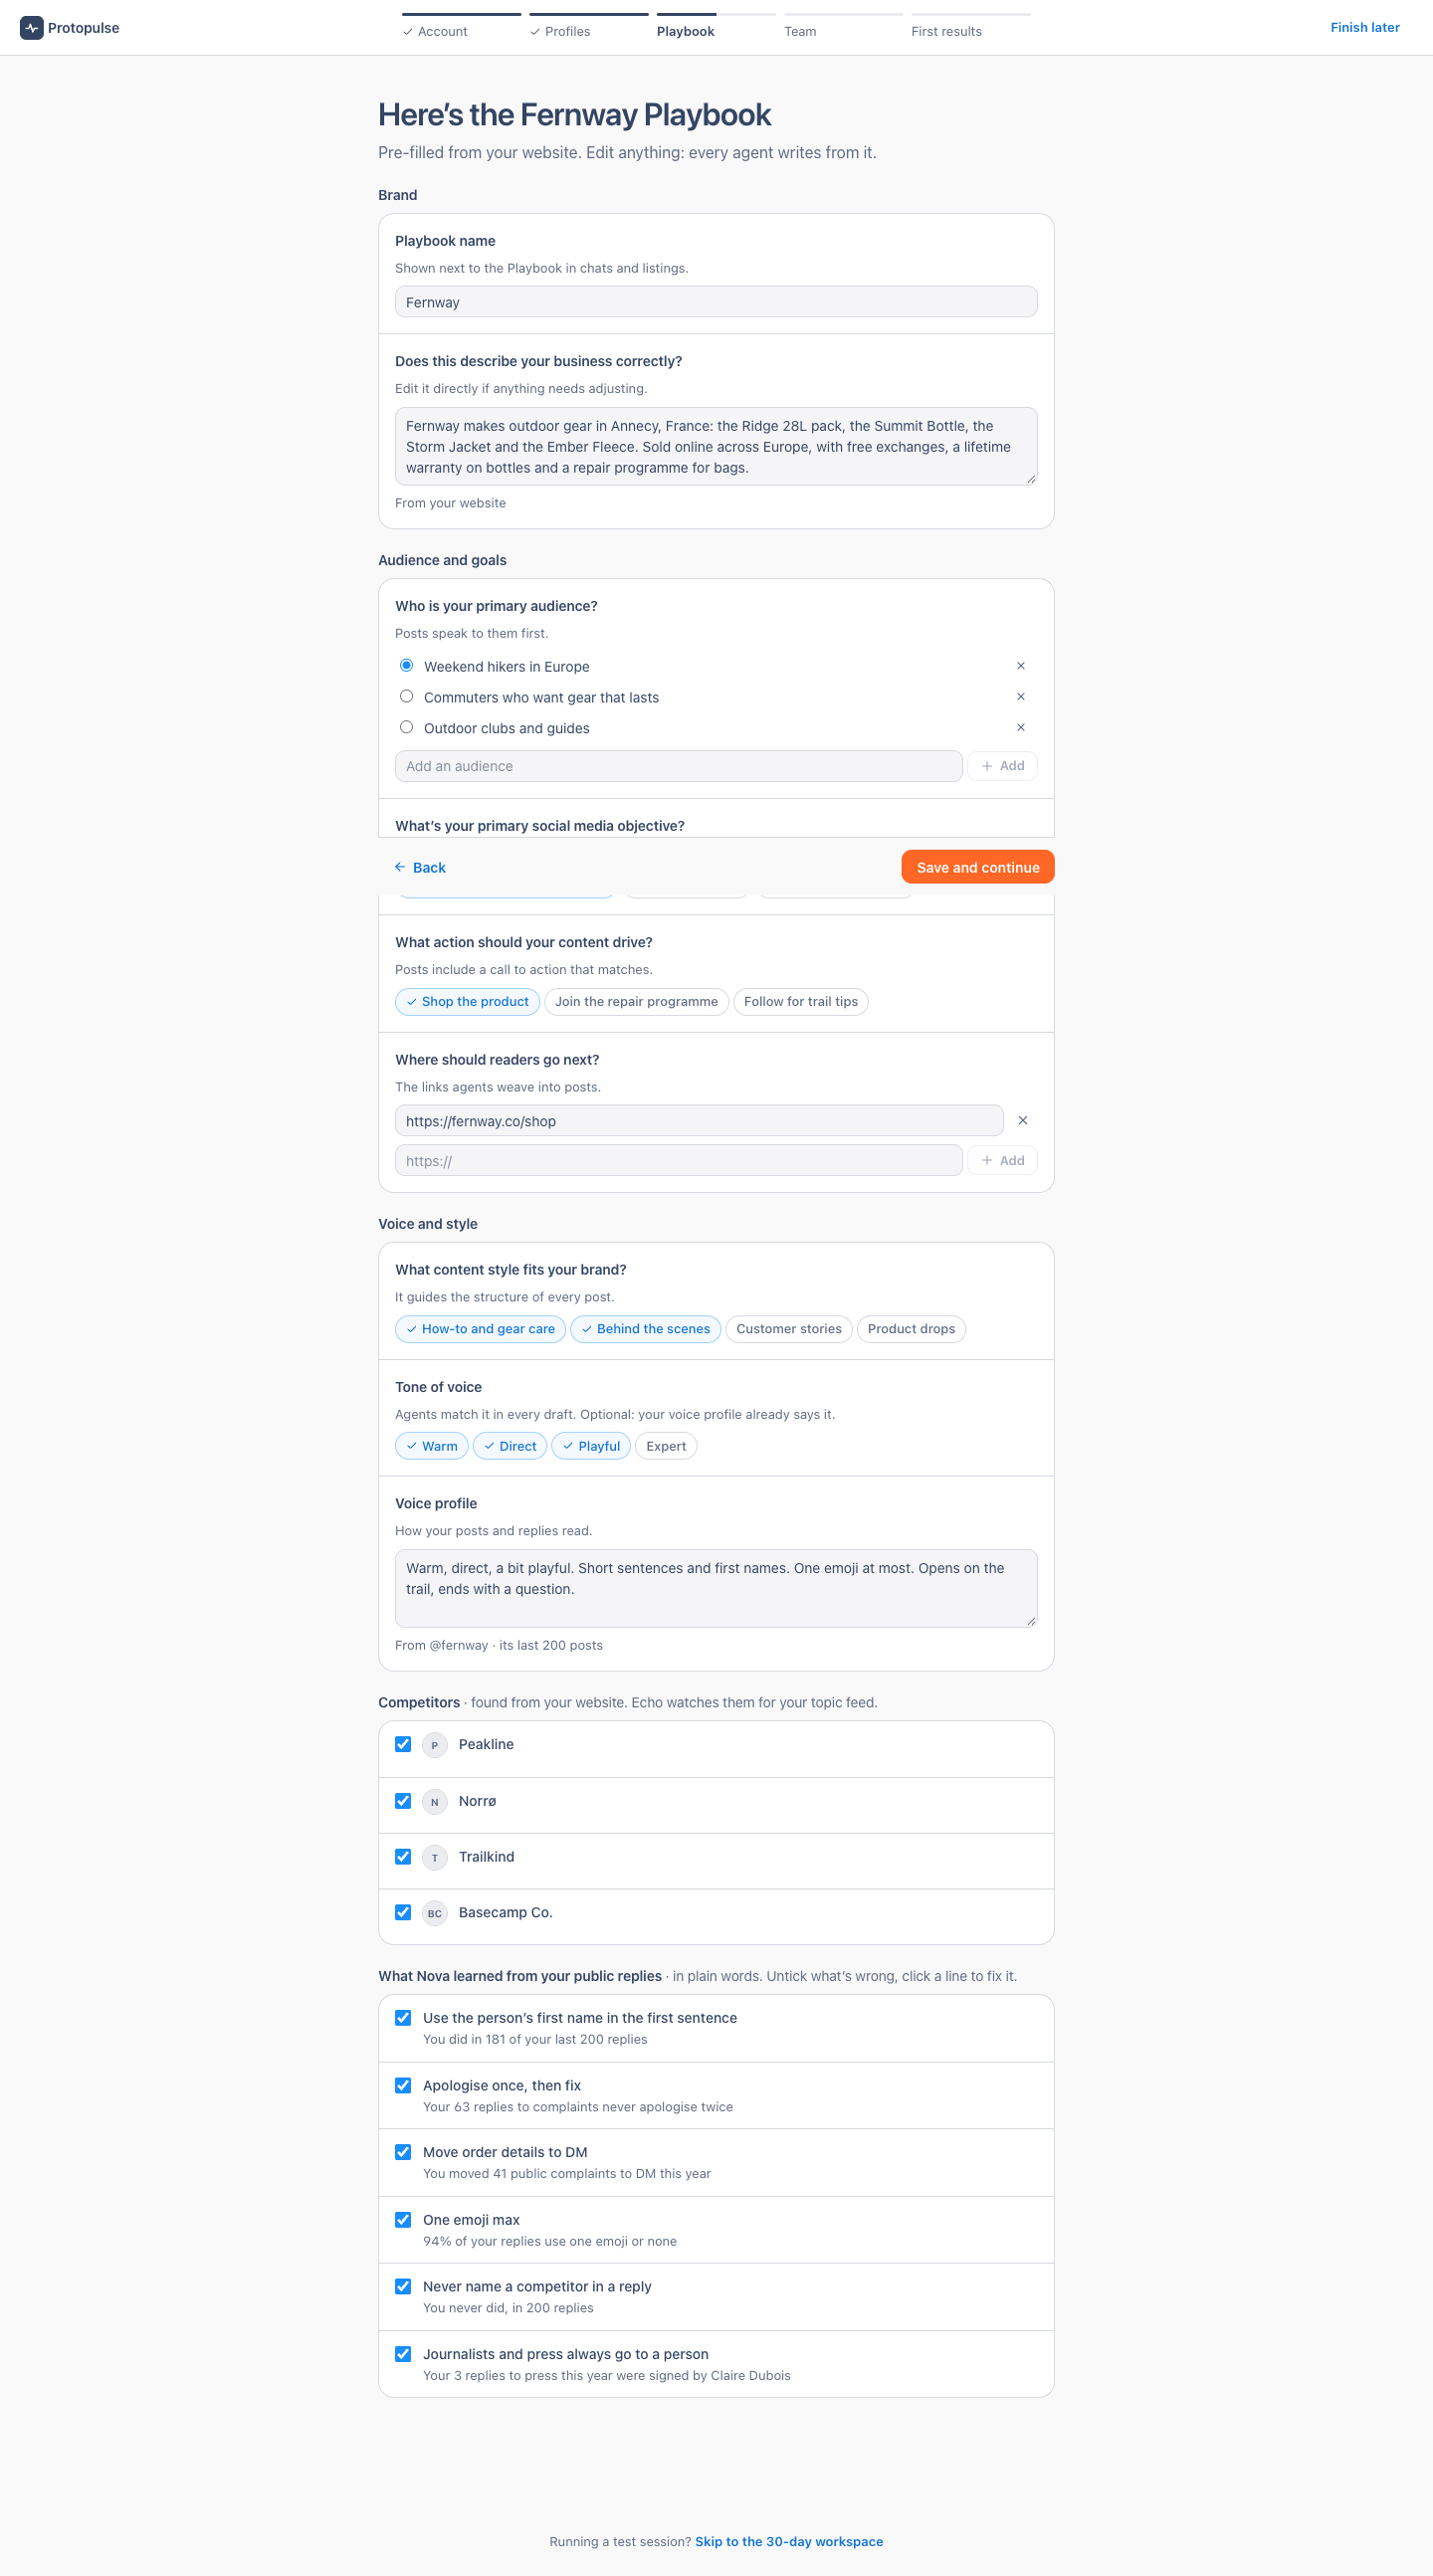 Protopulse
Account
Profiles
Playbook
Team
First results
Finish later
Here’s the Fernway Playbook
Pre-filled from your website. Edit anything: every agent writes from it.
Brand
Playbook name
Shown next to the Playbook in chats and listings.
Fernway
Does this describe your business correctly?
Edit it directly if anything needs adjusting.
Fernway makes outdoor gear in Annecy, France: the Ridge 28L pack, the Summit Bottle, the
Storm Jacket and the Ember Fleece. Sold online across Europe, with free exchanges, a lifetime
warranty on bottles and a repair programme for bags.
From your website
Audience and goals
Who is your primary audience?
Posts speak to them first.
Weekend hikers in Europe
Commuters who want gear that lasts
Outdoor clubs and guides
Add an audience
Add
What’s your primary social media objective?
Back
Save and continue
What action should your content drive?
Posts include a call to action that matches.
Shop the product
Join the repair programme
Follow for trail tips
Where should readers go next?
The links agents weave into posts.
https://fernway.co/shop
https://
Add
Voice and style
What content style fits your brand?
It guides the structure of every post.
How-to and gear care
Behind the scenes
Customer stories
Product drops
Tone of voice
Agents match it in every draft. Optional: your voice profile already says it.
Warm
Direct
Playful
Expert
Voice profile
How your posts and replies read.
Warm, direct, a bit playful. Short sentences and first names. One emoji at most. Opens on the
trail, ends with a question.
From @fernway · its last 200 posts
Competitors · found from your website. Echo watches them for your topic feed.
P Peakline
N Norrø
T Trailkind
BC Basecamp Co.
What Nova learned from your public replies · in plain words. Untick what’s wrong, click a line to fix it.
Use the person’s first name in the first sentence
You did in 181 of your last 200 replies
Apologise once, then fix
Your 63 replies to complaints never apologise twice
Move order details to DM
You moved 41 public complaints to DM this year
One emoji max
94% of your replies use one emoji or none
Never name a competitor in a reply
You never did, in 200 replies
Journalists and press always go to a person
Your 3 replies to press this year were signed by Claire Dubois
Running a test session? Skip to the 30-day workspace